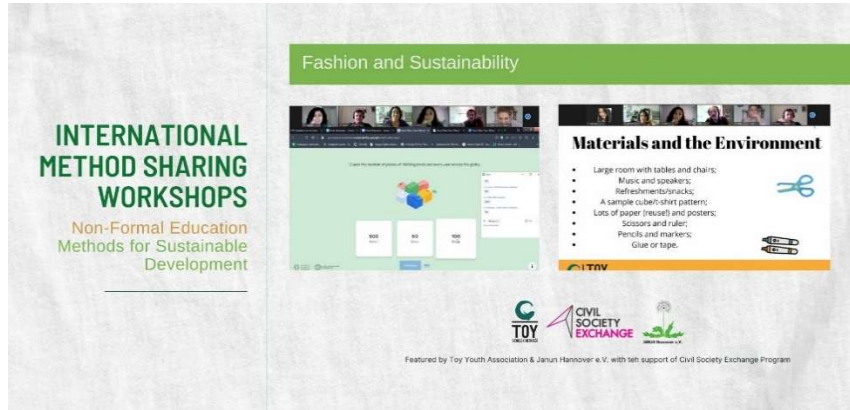 INTERNATIONAL
METHOD SHARING
WORKSHOPS
Non-Formal Education
Methods for Sustainable
Development
Fashion and Sustainability
Materials and the Environment
Large room with tables and chairs;
Music and speakers;
Refreshments/snacks;
A sample cube/t-shirt pattern;
Lots of paper (reuse!) and posters;
Scissors and ruler;
Pencils and markers;
Glue or tape.
TOY
TOY
CIVIL
SOCIETY
EXCHANGE
JANUN Hannover e.V.
Featured by Toy Youth Association & Janun Hannover e.V. with teh support of Civil Society Exchange Program